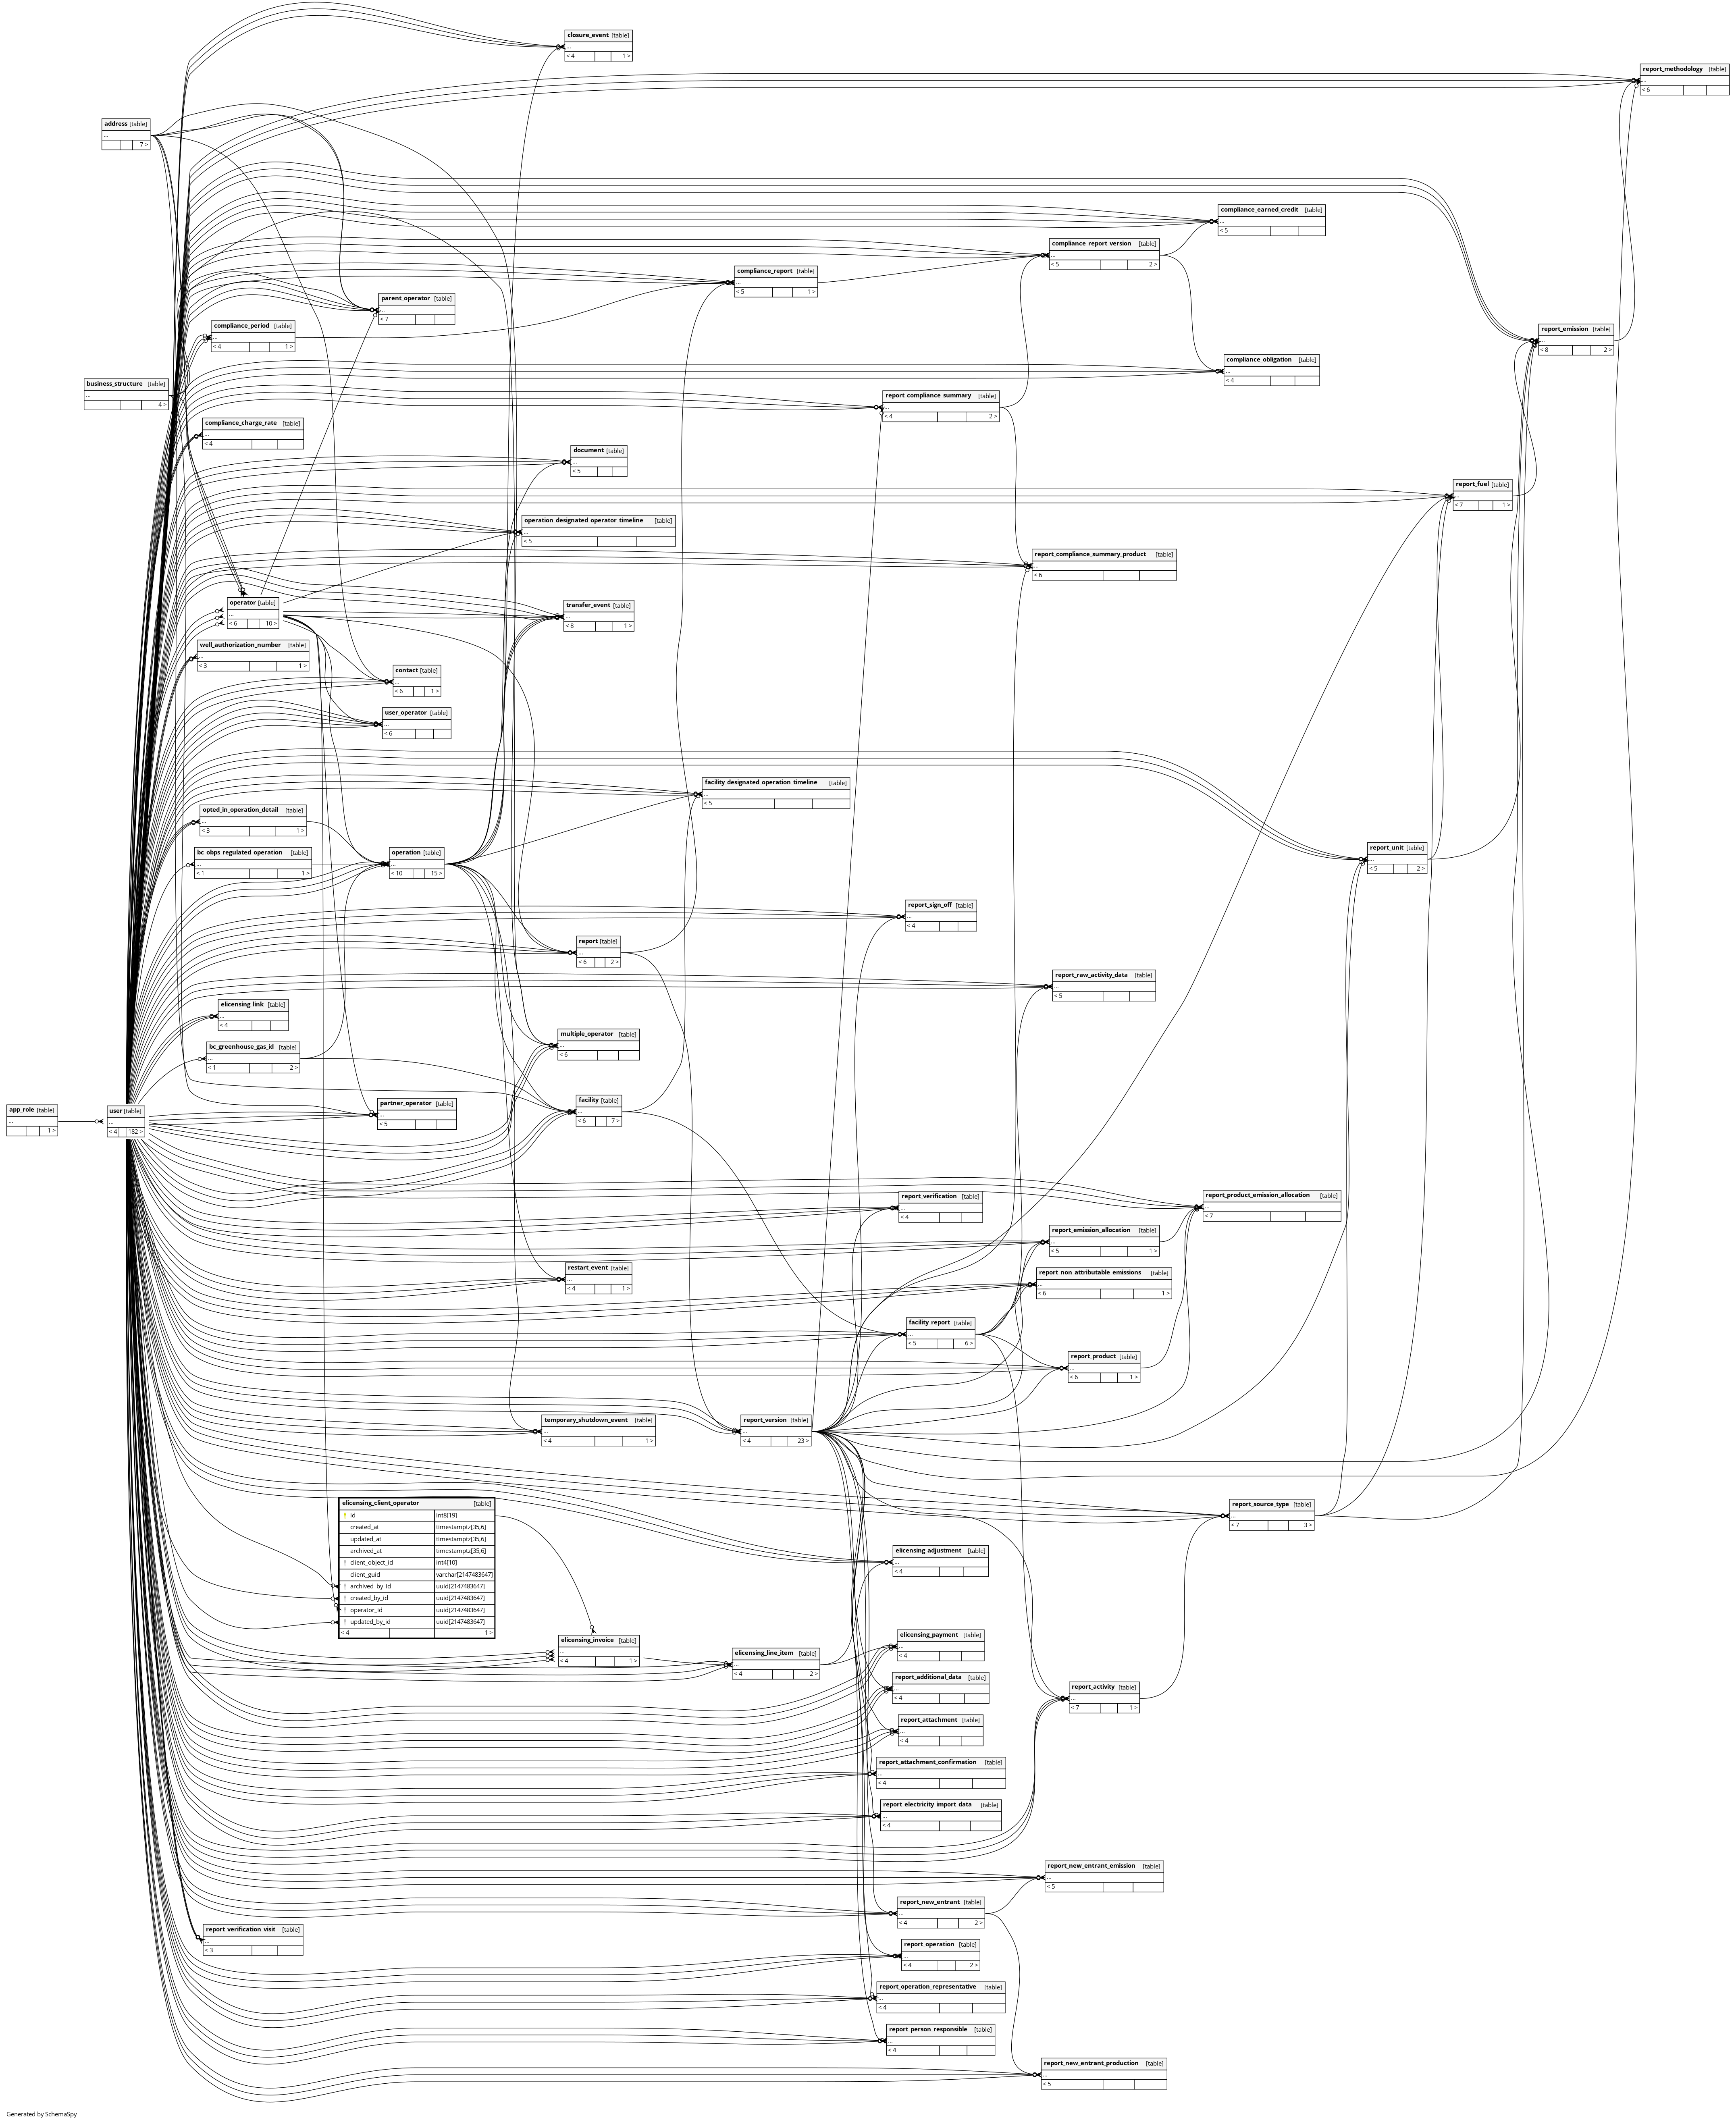 closure_event [table]
...
< 4 1 >
report_methodology [table]
...
< 6
address [table]
...
7 >
compliance_earned_credit [table]
...
< 5
compliance_report_version [table]
...
< 5 2 >
compliance_report [table]
...
< 5 1 >
parent_operator [table]
...
< 7
compliance_period [table]
...
< 4 1 >
report_emission [table]
...
< 8 2 >
compliance_obligation [table]
...
< 4
business_structure [table]
...
4 >
report_compliance_summary [table]
...
< 4 2 >
compliance_charge_rate [table]
...
< 4
document [table]
...
< 5
report_fuel [table]
...
< 7 1 >
operation_designated_operator_timeline [table]
...
< 5
report_compliance_summary_product [table]
...
< 6
operator [table]
...
< 6 10 >
transfer_event [table]
...
< 8 1 >
well_authorization_number [table]
...
< 3 1 >
contact [table]
...
< 6 1 >
user_operator [table]
...
< 6
facility_designated_operation_timeline [table]
...
< 5
opted_in_operation_detail [table]
...
< 3 1 >
bc_obps_regulated_operation [table]
...
< 1 1 >
operation [table]
...
< 10 15 >
report_unit [table]
...
< 5 2 >
report_sign_off [table]
...
< 4
report [table]
...
< 6 2 >
report_raw_activity_data [table]
...
< 5
elicensing_link [table]
...
< 4
multiple_operator [table]
...
< 6
bc_greenhouse_gas_id [table]
...
< 1 2 >
facility [table]
...
< 6 7 >
partner_operator [table]
...
< 5
app_role [table]
...
1 >
user [table]
...
< 4 182 >
report_verification [table]
...
< 4
report_product_emission_allocation [table]
...
< 7
report_emission_allocation [table]
...
< 5 1 >
restart_event [table]
...
< 4 1 >
report_non_attributable_emissions [table]
...
< 6 1 >
facility_report [table]
...
< 5 6 >
report_product [table]
...
< 6 1 >
temporary_shutdown_event [table]
...
< 4 1 >
report_version [table]
...
< 4 23 >
elicensing_client_operator [table]
id int8[19]
created_at timestamptz[35,6]
updated_at timestamptz[35,6]
archived_at timestamptz[35,6]
client_object_id int4[10]
client_guid varchar[2147483647]
archived_by_id uuid[2147483647]
created_by_id uuid[2147483647]
operator_id uuid[2147483647]
updated_by_id uuid[2147483647]
< 4 1 >
report_source_type [table]
...
< 7 3 >
elicensing_adjustment [table]
...
< 4
elicensing_invoice [table]
...
< 4 1 >
elicensing_line_item [table]
...
< 4 2 >
elicensing_payment [table]
...
< 4
report_additional_data [table]
...
< 4
report_activity [table]
...
< 7 1 >
report_attachment [table]
...
< 4
report_attachment_confirmation [table]
...
< 4
report_electricity_import_data [table]
...
< 4
report_new_entrant_emission [table]
...
< 5
report_new_entrant [table]
...
< 4 2 >
report_verification_visit [table]
...
< 3
report_operation [table]
...
< 4 2 >
report_operation_representative [table]
...
< 4
report_person_responsible [table]
...
< 4
report_new_entrant_production [table]
...
< 5
Generated by SchemaSpy